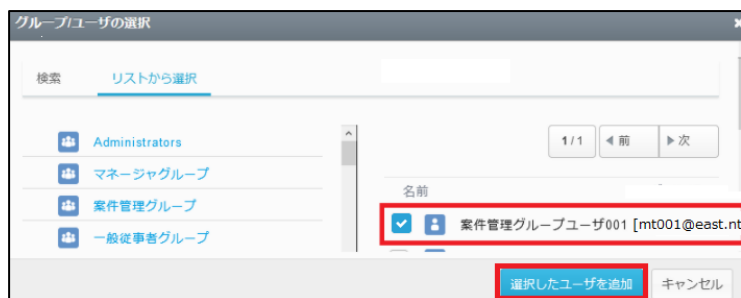 グループ/ユーザの選択
検索 リストから選択
Administrators
マネージャグループ
案件管理グループ
一般従事者グループ
1/1 ◀前 ▶次
名前
案件管理グループユーザ001 [mt001@east.nt
選択したユーザを追加 キャンセル